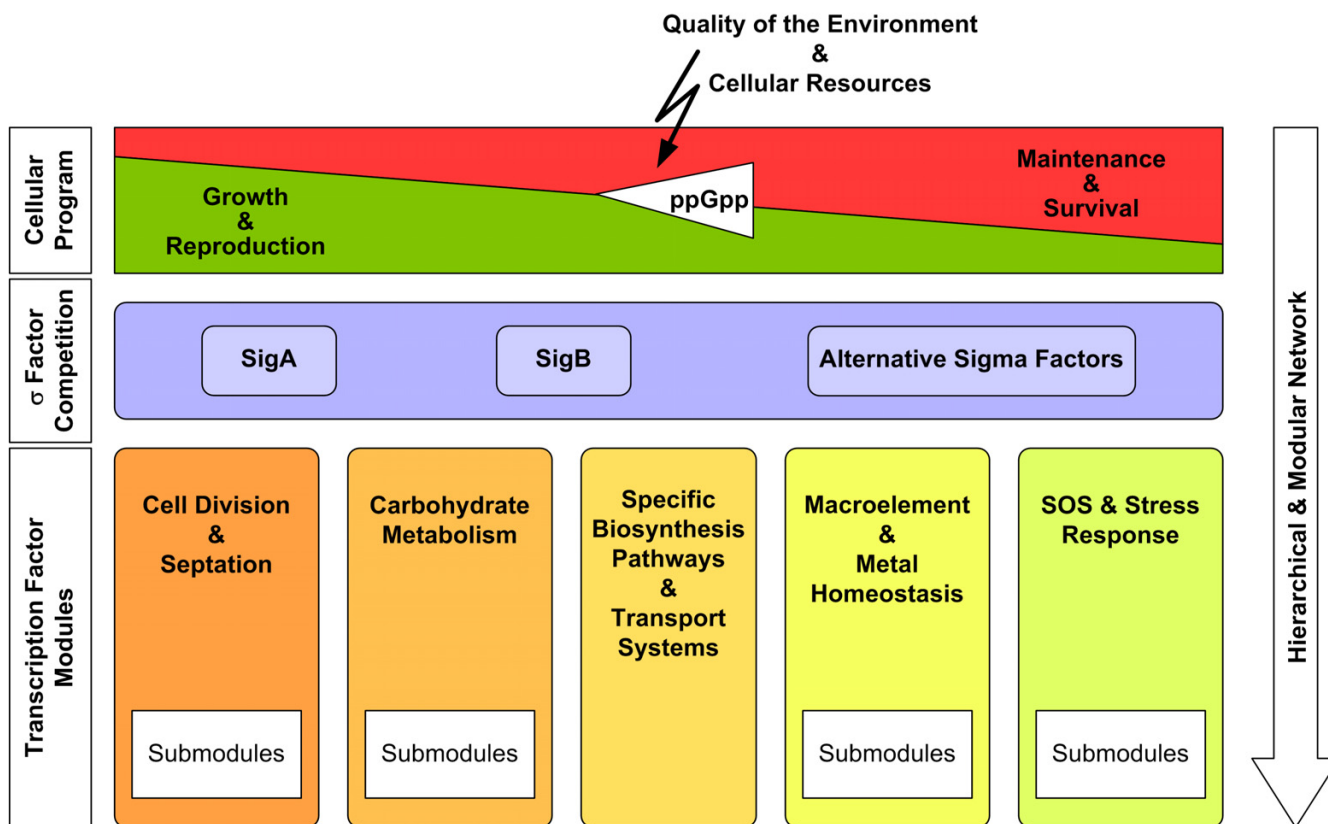 Quality of the Environment
&
Cellular Resources
Cellular
Program
Growth
&
Reproduction
ppGpp
Maintenance
&
Survival
σ Factor
Competition
SigA
SigB
Alternative Sigma Factors
Transcription Factor
Modules
Cell Division
&
Septation
Submodules
Carbohydrate
Metabolism
Submodules
Specific
Biosynthesis
Pathways
&
Transport
Systems
Macroelement
&
Metal
Homeostasis
Submodules
SOS & Stress
Response
Submodules
Hierarchical & Modular Network